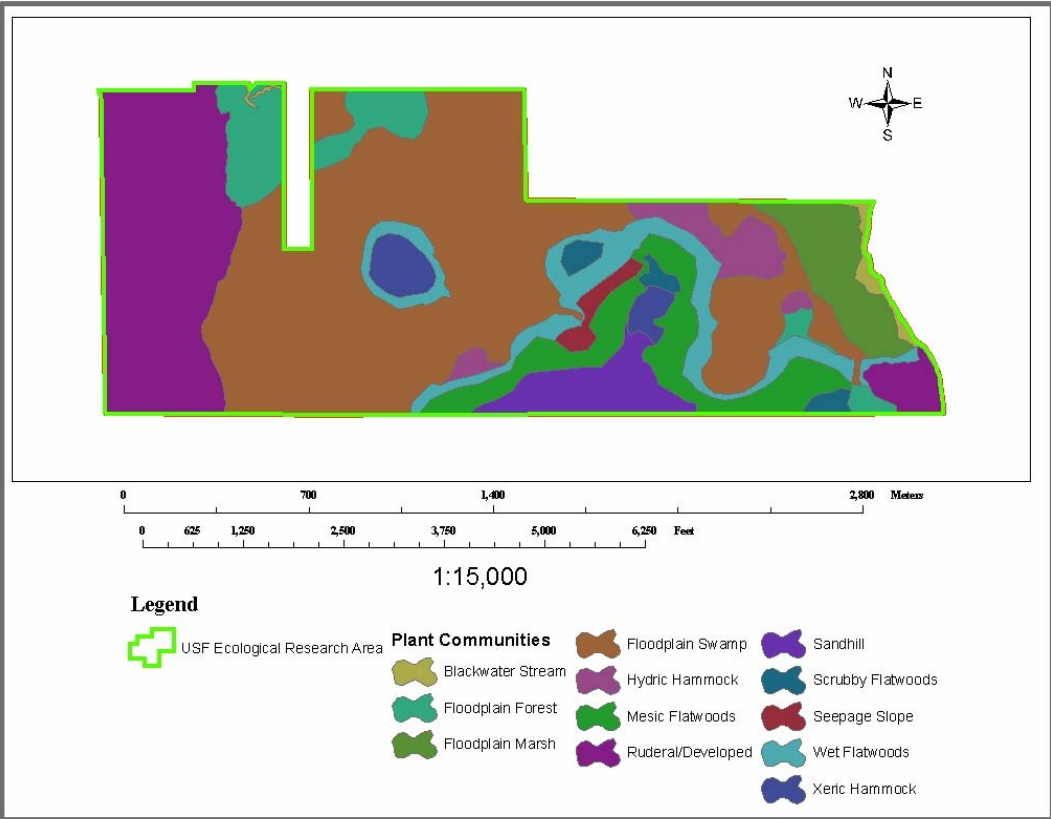 N
W E
S
0 700 1,400 2,800 Meters
0 625 1,250 2,500 3,750 5,000 6,250 Feet
1:15,000
Legend
USF Ecological Research Area
Plant Communities
Blackwater Stream
Floodplain Forest
Floodplain Marsh
Floodplain Swamp
Hydric Hammock
Mesic Flatwoods
Ruderal/Developed
Sandhill
Scrubby Flatwoods
Seepage Slope
Wet Flatwoods
Xeric Hammock